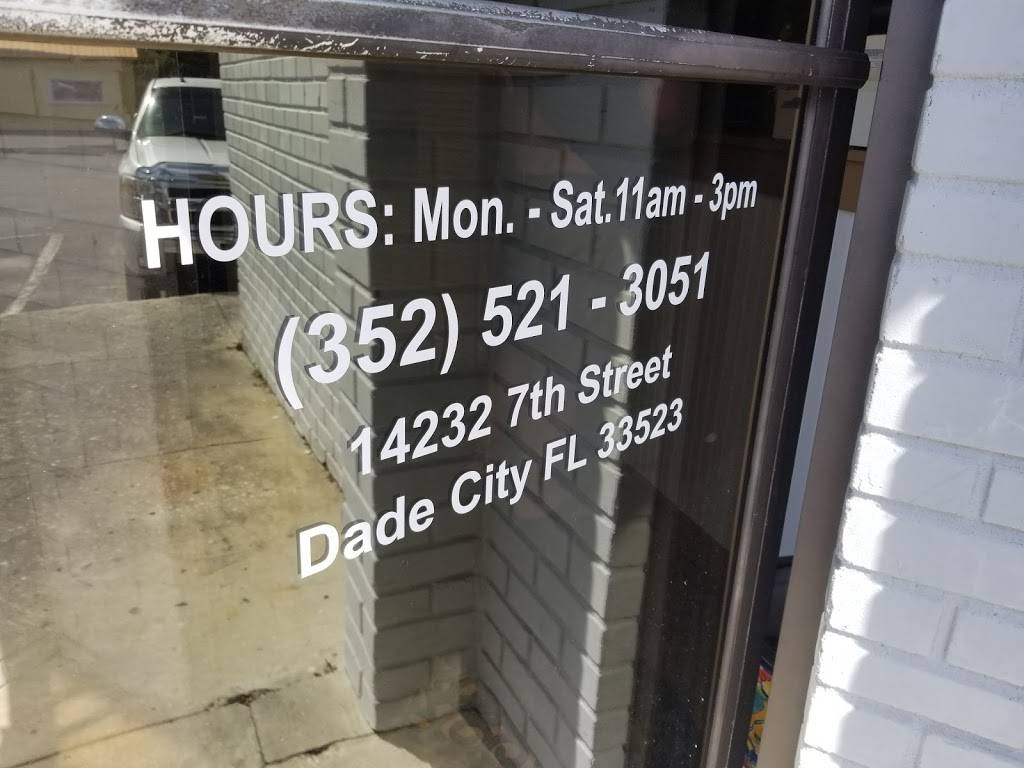 HOURS: Mon. - Sat.11am - 3pm
(352) 521 - 3051
14232 7th Street
Dade City FL 33523